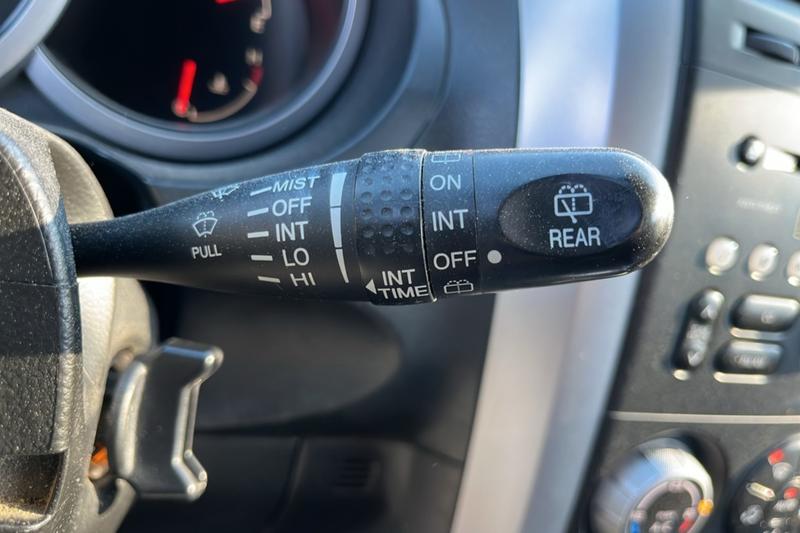 MIST
OFF
INT
LO
HI
PULL
INT
TIME
ON
INT
OFF
REAR